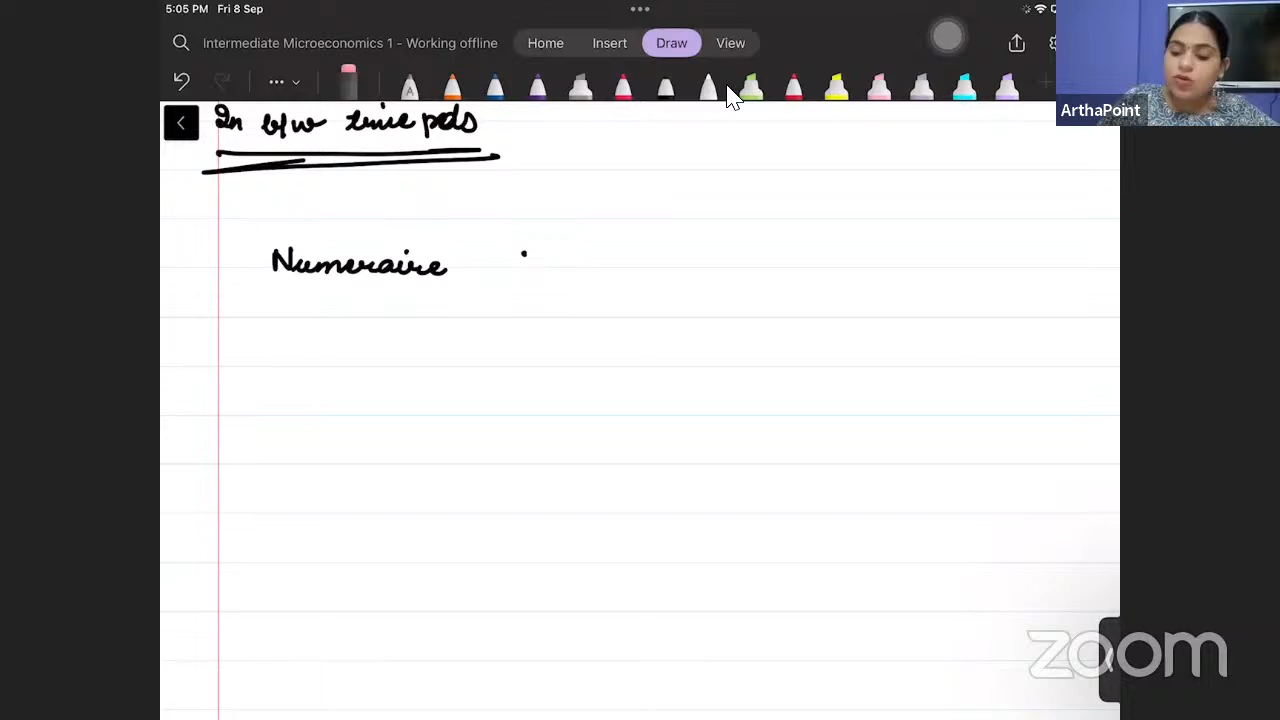 5:05 PM Fri 8 Sep
Intermediate Microeconomics 1 - Working offline
Home Insert Draw View
A
ArthaPoint
In b/w time pds
Numeraire
zoom